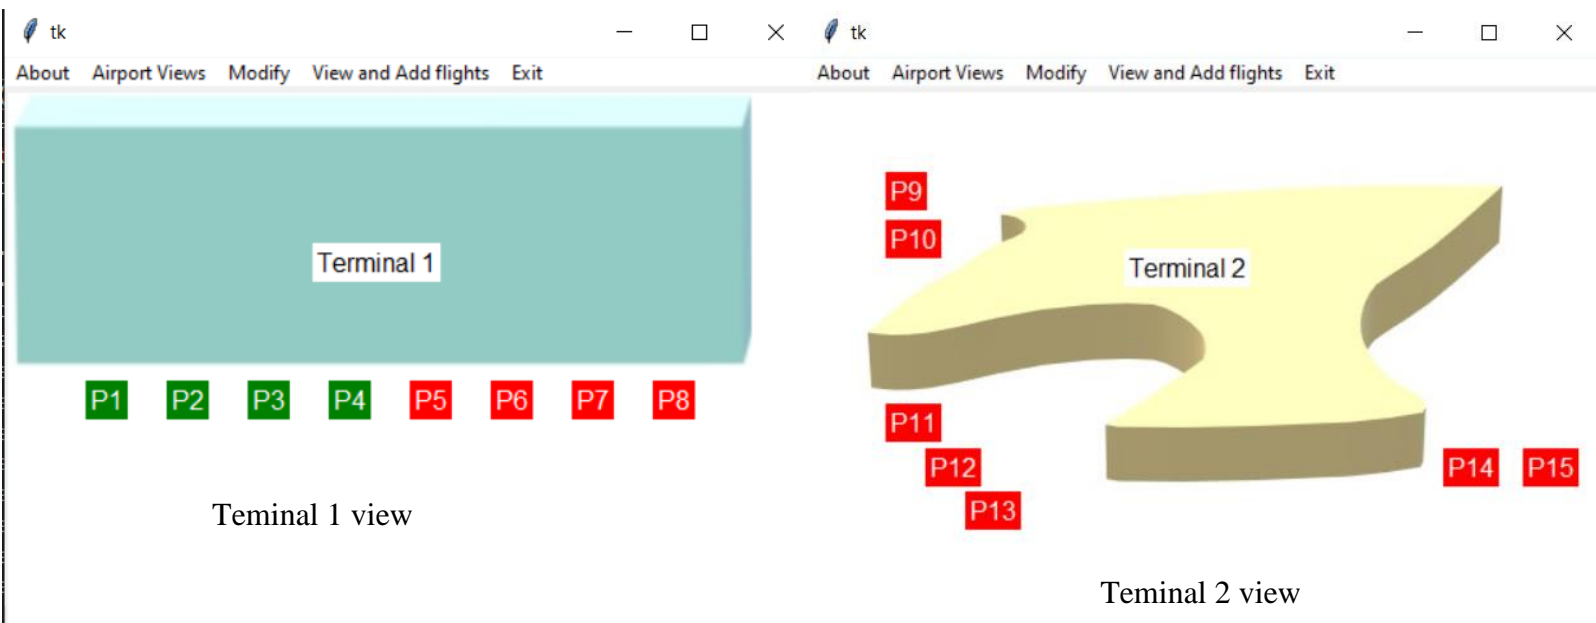 tk
About Airport Views Modify View and Add flights Exit
Terminal 1
P1 P2 P3 P4 P5 P6 P7 P8
Teminal 1 view
tk
About Airport Views Modify View and Add flights Exit
P9
P10
Terminal 2
P11
P12
P13
P14 P15
Teminal 2 view